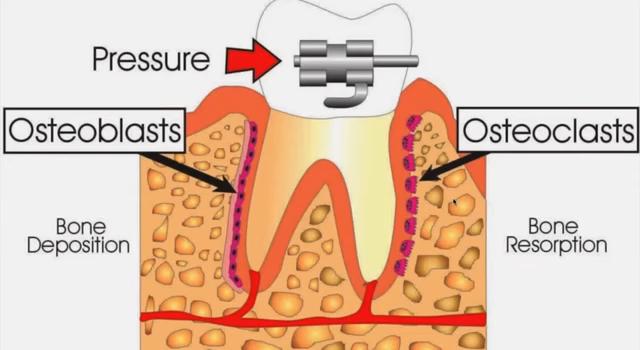 Pressure
Osteoblasts
Osteoclasts
Bone
Deposition
Bone
Resorption